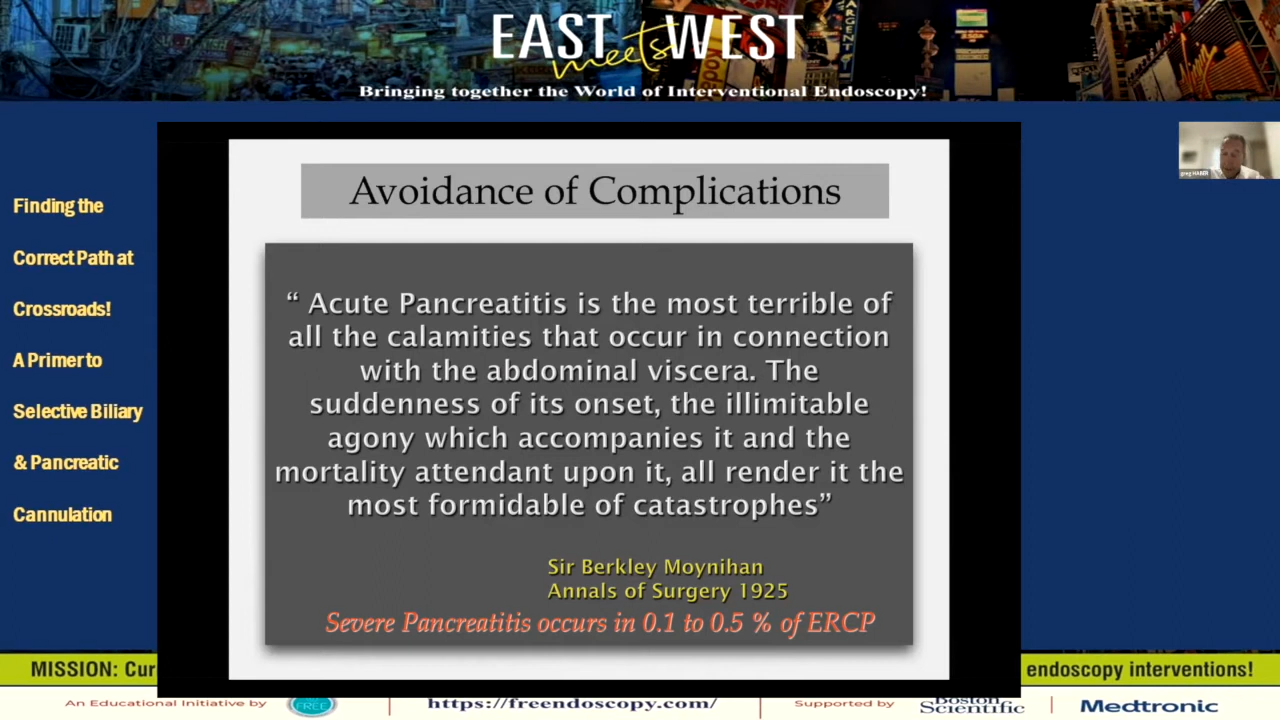 EAST meets WEST
Bringing together the World of Interventional Endoscopy!
greg HABER
Finding the
Correct Path at
Crossroads!
A Primer to
Selective Biliary
& Pancreatic
Cannulation
Avoidance of Complications
“ Acute Pancreatitis is the most terrible of
all the calamities that occur in connection
with the abdominal viscera. The
suddenness of its onset, the illimitable
agony which accompanies it and the
mortality attendant upon it, all render it the
most formidable of catastrophes”
Sir Berkley Moynihan
Annals of Surgery 1925
Severe Pancreatitis occurs in 0.1 to 0.5 % of ERCP
MISSION: Cur
endoscopy interventions!
An Educational Initiative by
FREE
https://freendoscopy.com/
Supported by
Boston
Scientific
Medtronic